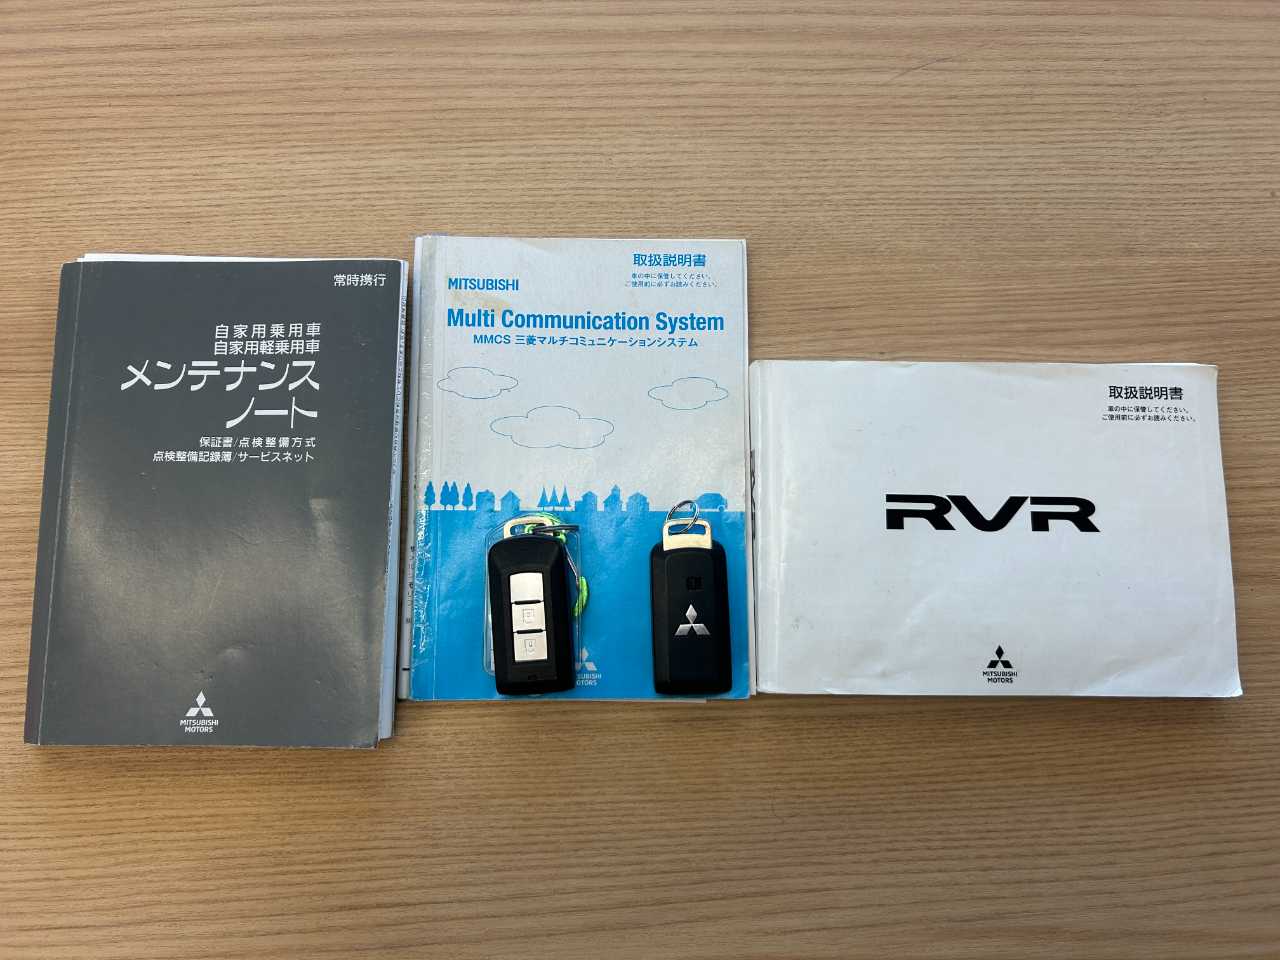 常時携行
自家用乗用車
自家用軽乗用車
メンテナンス
ノート
保証書/点検整備方式
点検整備記録簿/サービスネット
MITSUBISHI
MOTORS
取扱説明書
車の中に保管してください。
ご使用前に必ずお読みください。
MITSUBISHI
Multi Communication System
MMCS 三菱マルチコミュニケーションシステム
取扱説明書
車の中に保管してください。
ご使用前に必ずお読みください。
RVR
MITSUBISHI
MOTORS